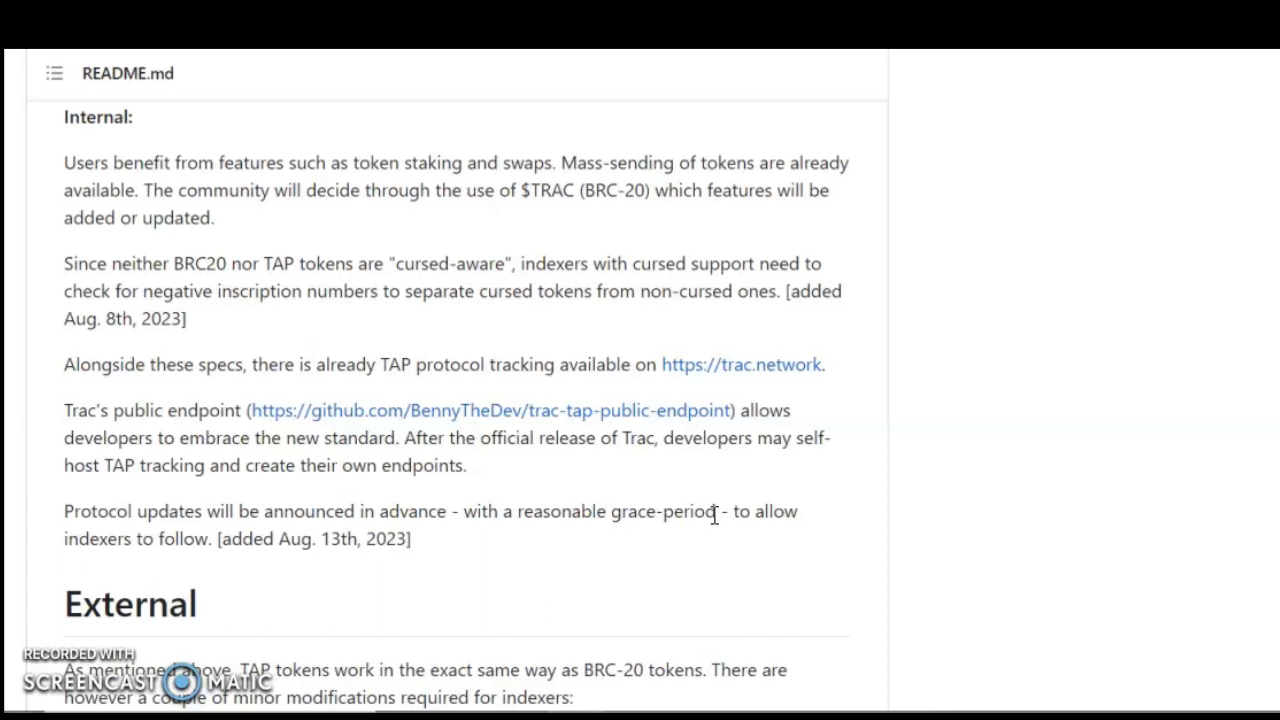 README.md
Internal:
Users benefit from features such as token staking and swaps. Mass-sending of tokens are already
available. The community will decide through the use of $TRAC (BRC-20) which features will be
added or updated.
Since neither BRC20 nor TAP tokens are "cursed-aware", indexers with cursed support need to
check for negative inscription numbers to separate cursed tokens from non-cursed ones. [added
Aug. 8th, 2023]
Alongside these specs, there is already TAP protocol tracking available on https://trac.network.
Trac's public endpoint (https://github.com/BennyTheDev/trac-tap-public-endpoint) allows
developers to embrace the new standard. After the official release of Trac, developers may self-
host TAP tracking and create their own endpoints.
Protocol updates will be announced in advance - with a reasonable grace-period - to allow
indexers to follow. [added Aug. 13th, 2023]
External
As mentioned above, TAP tokens work in the exact same way as BRC-20 tokens. There are
however a couple of minor modifications required for indexers:
RECORDED WITH
SCREENCAST MATIC